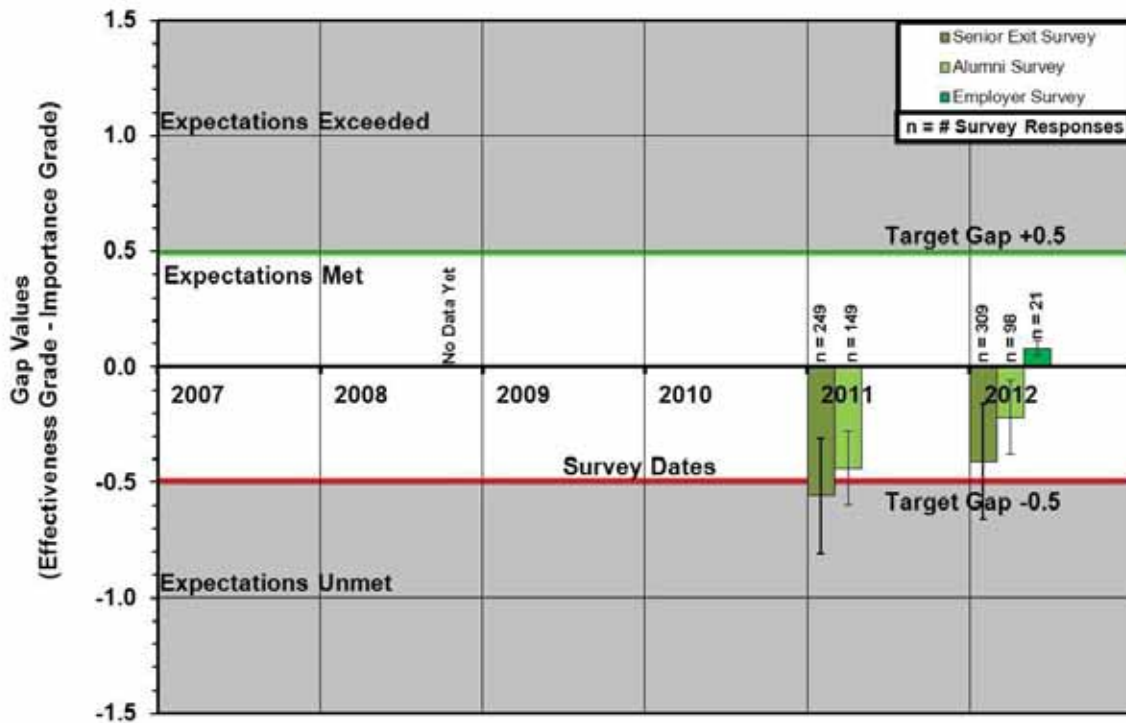 Gap Values
(Effectiveness Grade - Importance Grade)
1.5
1.0
0.5
0.0
-0.5
-1.0
-1.5
Senior Exit Survey
Alumni Survey
Employer Survey
n = # Survey Responses
Expectations Exceeded
Target Gap +0.5
Expectations Met
No Data Yet
n = 249
n = 149
n = 309
n = 98
n = 21
2007
2008
2009
2010
2011
2012
Survey Dates
Target Gap -0.5
Expectations Unmet